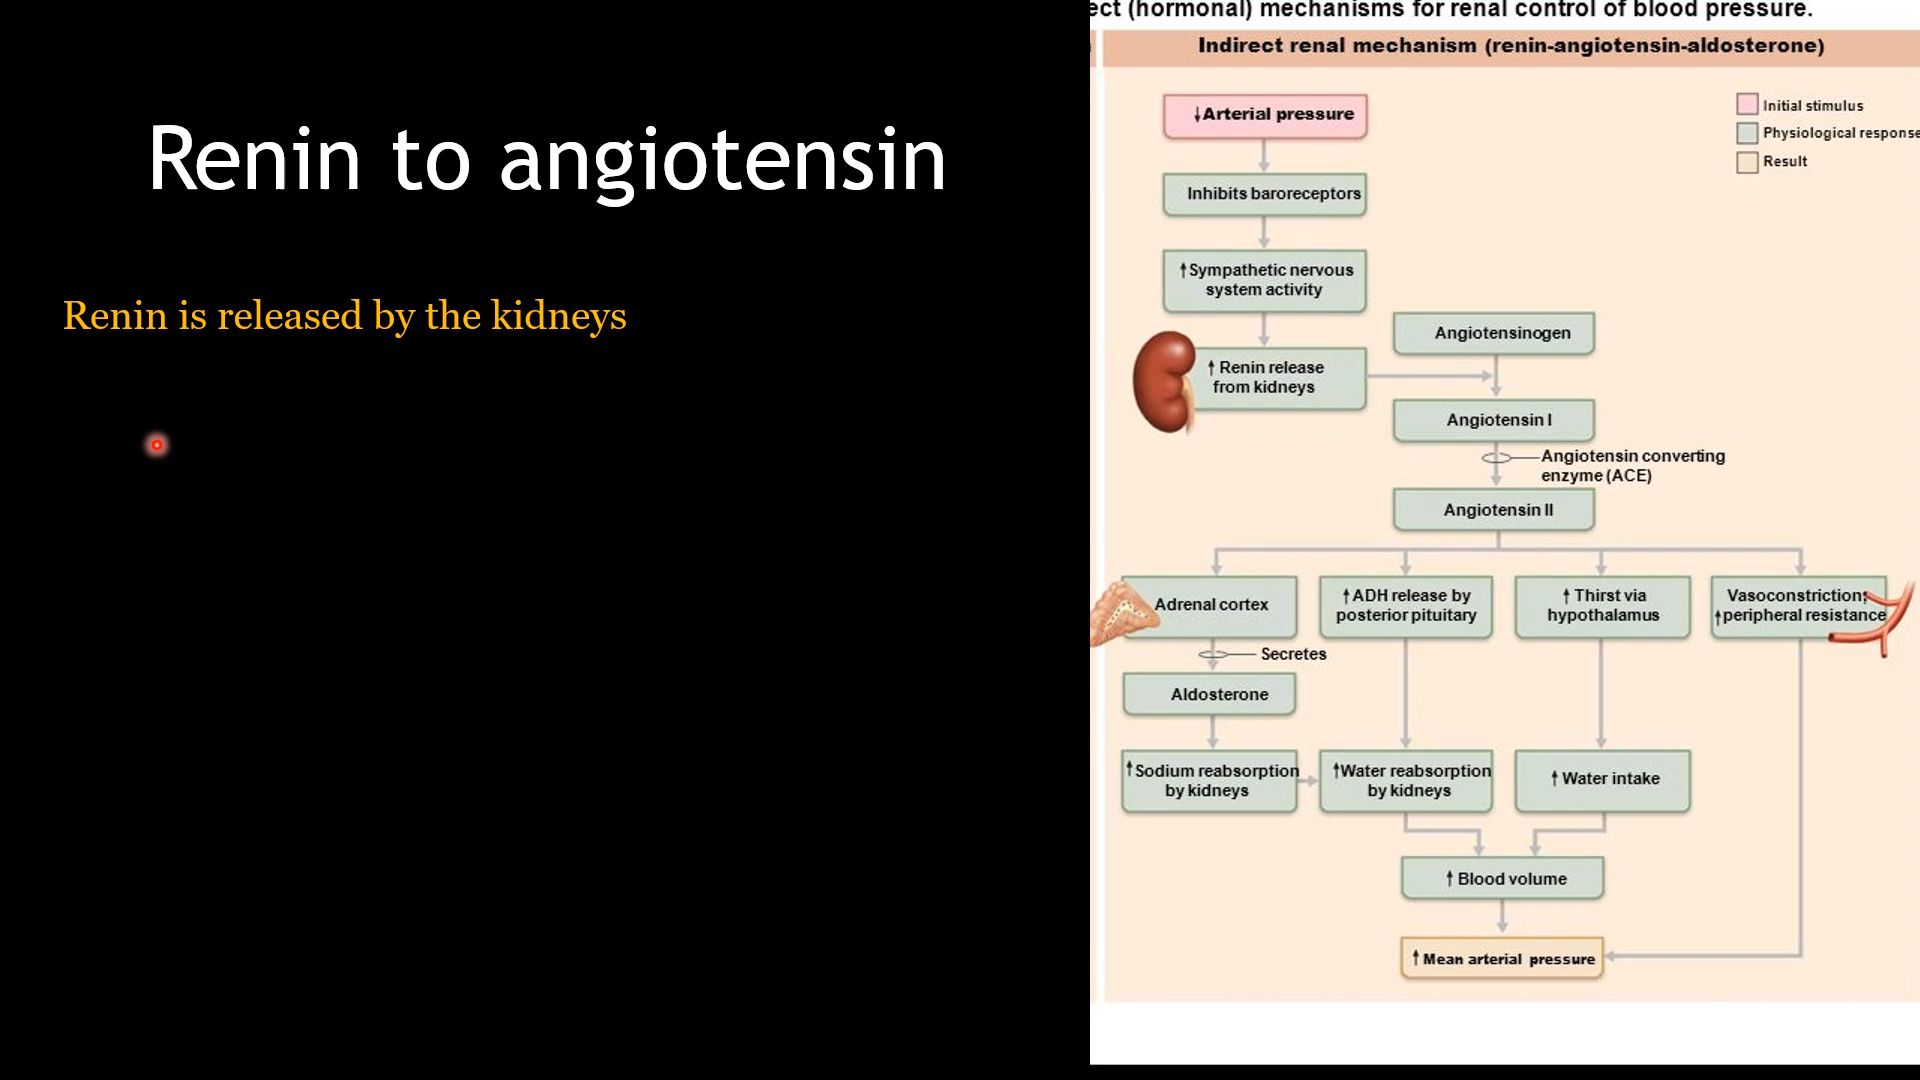 Renin to angiotensin
Renin is released by the kidneys
ect (hormonal) mechanisms for renal control of blood pressure.
Indirect renal mechanism (renin-angiotensin-aldosterone)
Initial stimulus
Physiological response
Result
↓Arterial pressure
Inhibits baroreceptors
↑Sympathetic nervous
system activity
↑Renin release
from kidneys
Angiotensinogen
Angiotensin I
Angiotensin converting
enzyme (ACE)
Angiotensin II
Adrenal cortex
↑ADH release by
posterior pituitary
↑Thirst via
hypothalamus
Vasoconstriction;
↑peripheral resistance
Secretes
Aldosterone
↑Sodium reabsorption
by kidneys
↑Water reabsorption
by kidneys
↑Water intake
↑Blood volume
↑Mean arterial pressure